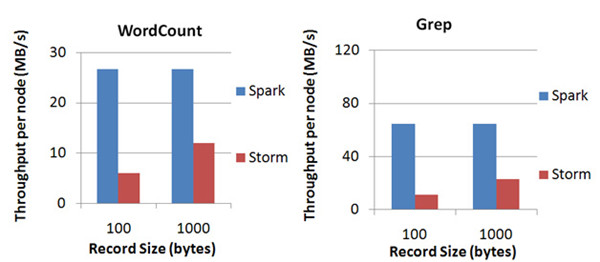 WordCount
Throughput per node (MB/s)
30
20
10
0
100
1000
Record Size (bytes)
Spark
Storm
Grep
Throughput per node (MB/s)
120
80
40
0
100
1000
Record Size (bytes)
Spark
Storm